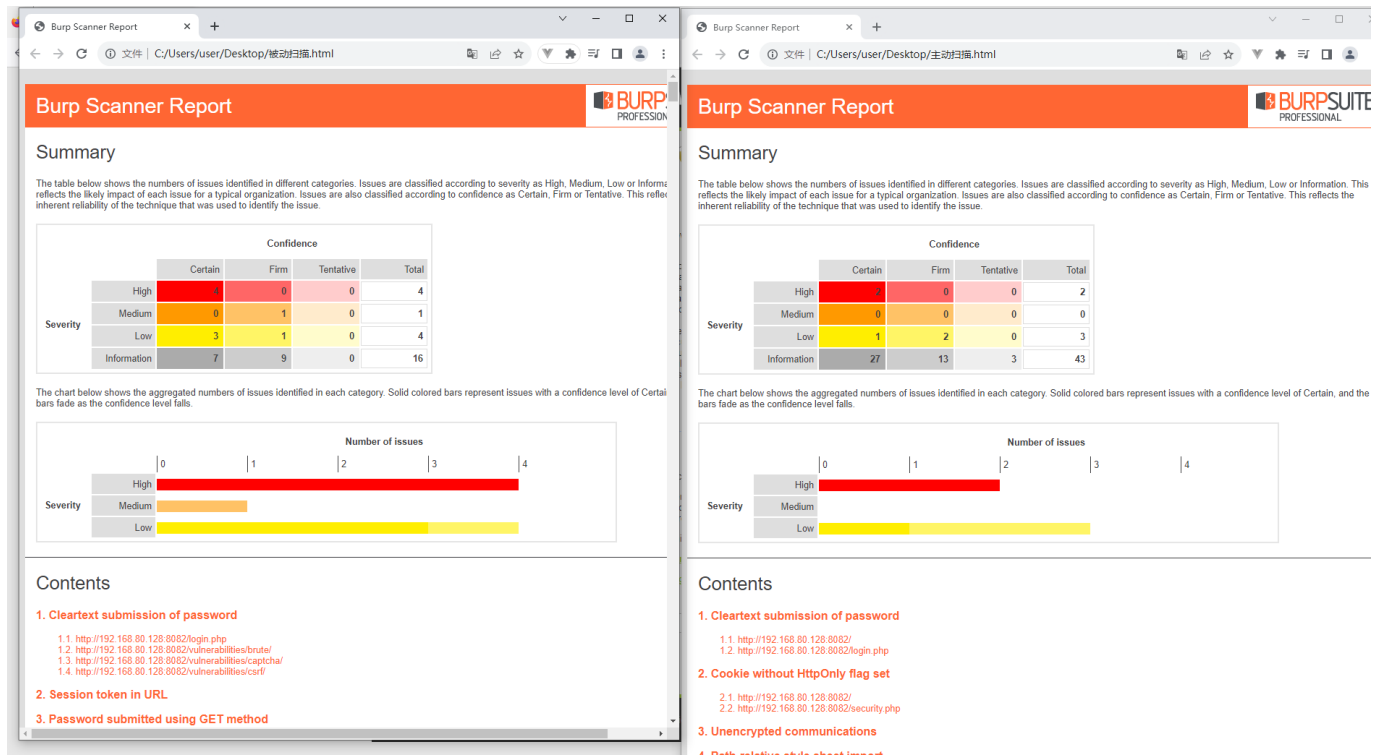 Burp Scanner Report
文件 C:/Users/user/Desktop/被动扫描.html
Burp Scanner Report
BURP
PROFESSION
Summary
The table below shows the numbers of issues identified in different categories. Issues are classified according to severity as High, Medium, Low or Informa
reflects the likely impact of each issue for a typical organization. Issues are also classified according to confidence as Certain, Firm or Tentative. This reflec
inherent reliability of the technique that was used to identify the issue.
Confidence
Certain Firm Tentative Total
High 4 0 0 4
Medium 0 1 0 1
Severity
Low 3 1 0 4
Information 7 9 0 16
The chart below shows the aggregated numbers of issues identified in each category. Solid colored bars represent issues with a confidence level of Certai
bars fade as the confidence level falls.
Number of issues
0 1 2 3 4
High
Severity Medium
Low
Contents
1. Cleartext submission of password
1.1. http://192.168.80.128:8082/login.php
1.2. http://192.168.80.128:8082/vulnerabilities/brute/
1.3. http://192.168.80.128:8082/vulnerabilities/captcha/
1.4. http://192.168.80.128:8082/vulnerabilities/csrf/
2. Session token in URL
3. Password submitted using GET method
Burp Scanner Report
文件 C:/Users/user/Desktop/主动扫描.html
Burp Scanner Report
BURPSUITE
PROFESSIONAL
Summary
The table below shows the numbers of issues identified in different categories. Issues are classified according to severity as High, Medium, Low or Information. This
reflects the likely impact of each issue for a typical organization. Issues are also classified according to confidence as Certain, Firm or Tentative. This reflects the
inherent reliability of the technique that was used to identify the issue.
Confidence
Certain Firm Tentative Total
High 2 0 0 2
Medium 0 0 0 0
Severity
Low 1 2 0 3
Information 27 13 3 43
The chart below shows the aggregated numbers of issues identified in each category. Solid colored bars represent issues with a confidence level of Certain, and the
bars fade as the confidence level falls.
Number of issues
0 1 2 3 4
High
Severity Medium
Low
Contents
1. Cleartext submission of password
1.1. http://192.168.80.128:8082/
1.2. http://192.168.80.128:8082/login.php
2. Cookie without HttpOnly flag set
2.1. http://192.168.80.128:8082/
2.2. http://192.168.80.128:8082/security.php
3. Unencrypted communications
4. Path-relative style sheet import